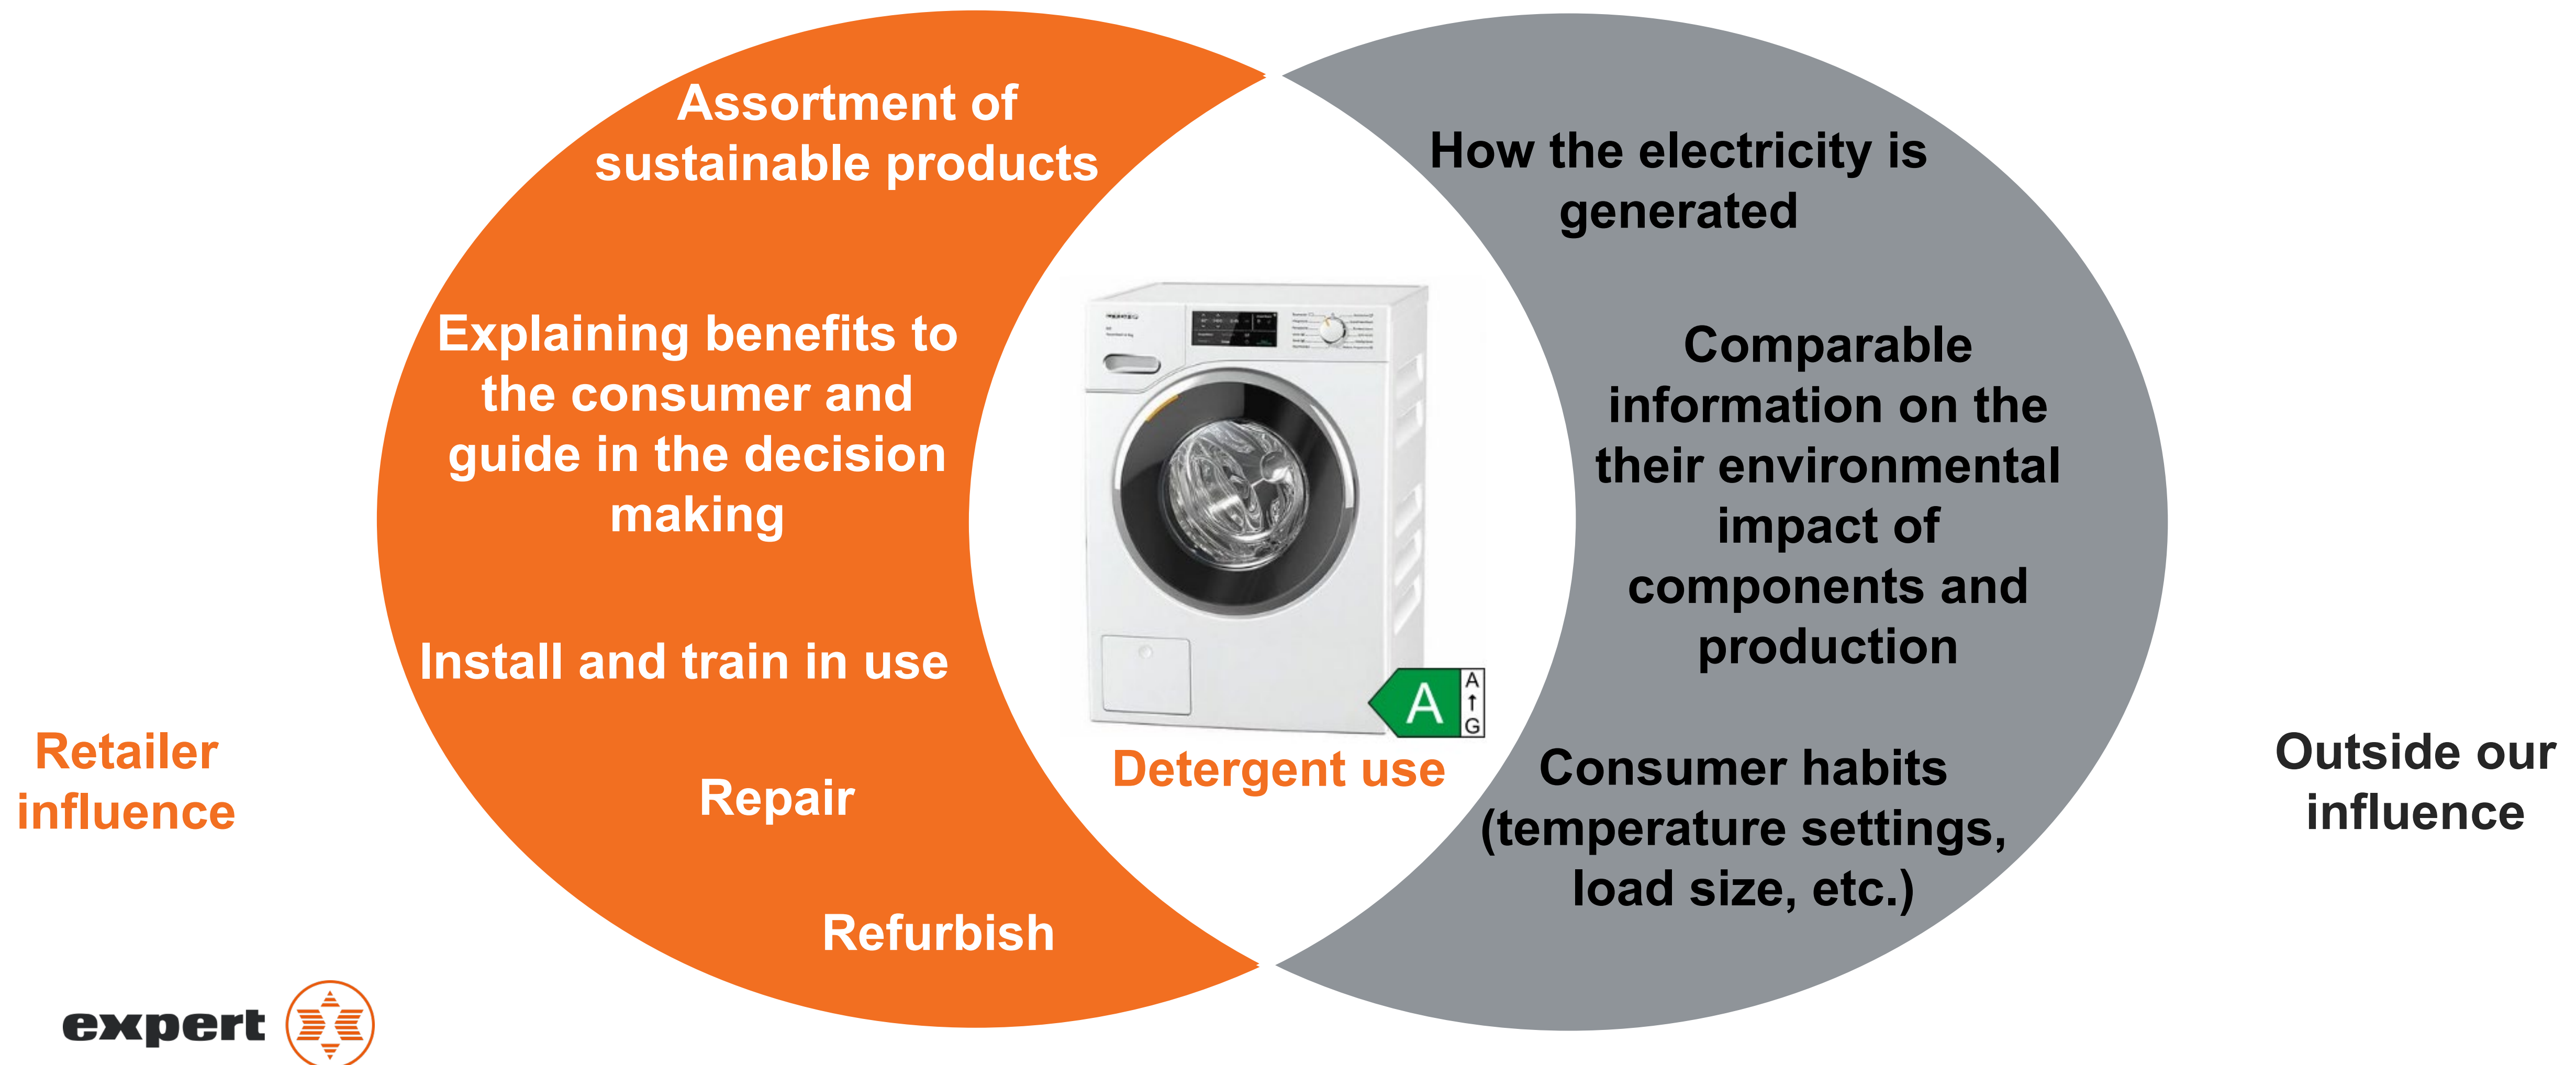 Assortment of
sustainable products
Explaining benefits to
the consumer and
guide in the decision
making
Install and train in use
Repair
Refurbish
Retailer
influence
expert
A
A
G
Detergent use
How the electricity is
generated
Comparable
information on the
their environmental
impact of
components and
production
Consumer habits
(temperature settings,
load size, etc.)
Outside our
influence